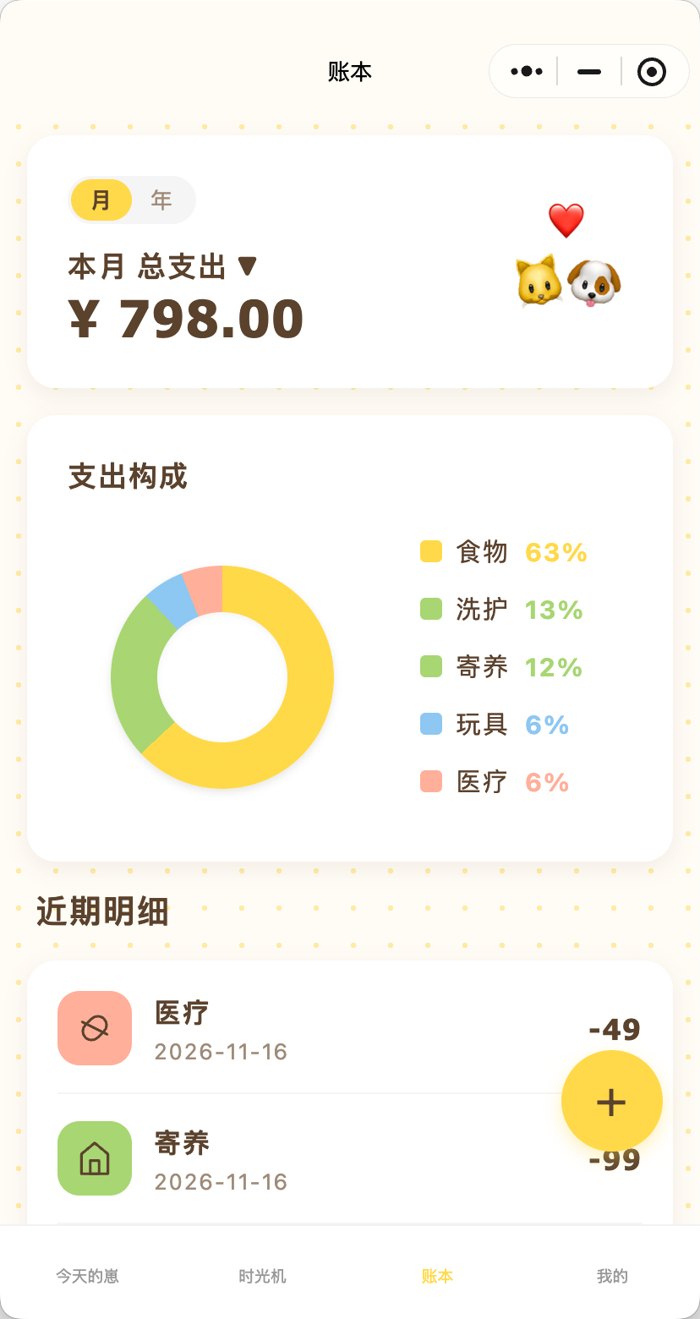 账本
月 年
本月 总支出 ▼
¥ 798.00
支出构成
食物 63%
洗护 13%
寄养 12%
玩具 6%
医疗 6%
近期明细
医疗
2026-11-16
-49
寄养
2026-11-16
-99
今天的崽 时光机 账本 我的